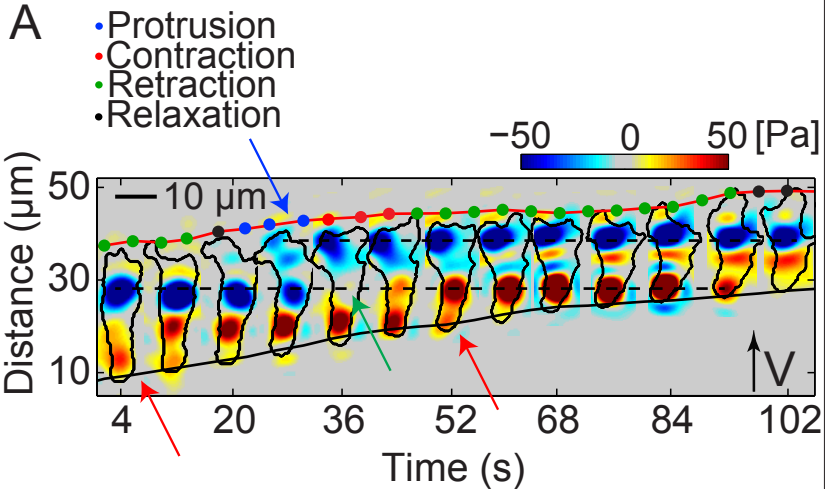 A
Protrusion
Contraction
Retraction
Relaxation
−50 0 50 [Pa]
Distance (μm)
50
30
10
10 μm
V
4 20 36 52 68 84 102
Time (s)